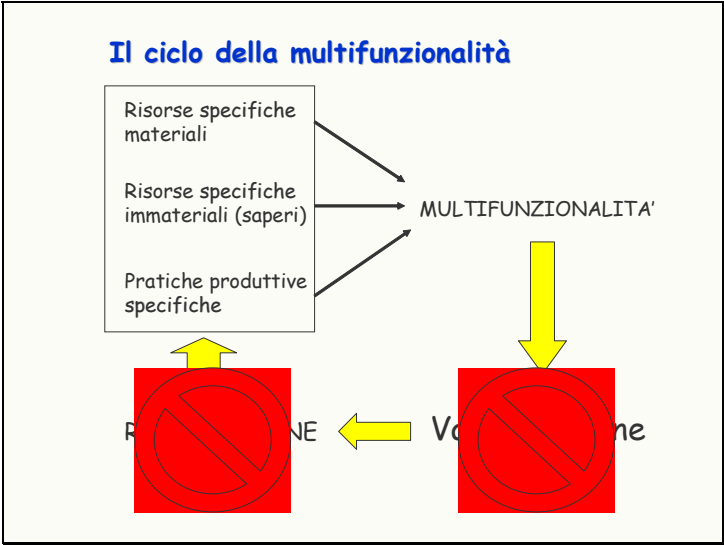 Il ciclo della multifunzionalità
Risorse specifiche
materiali
Risorse specifiche
immateriali (saperi)
Pratiche produttive
specifiche
MULTIFUNZIONALITA'